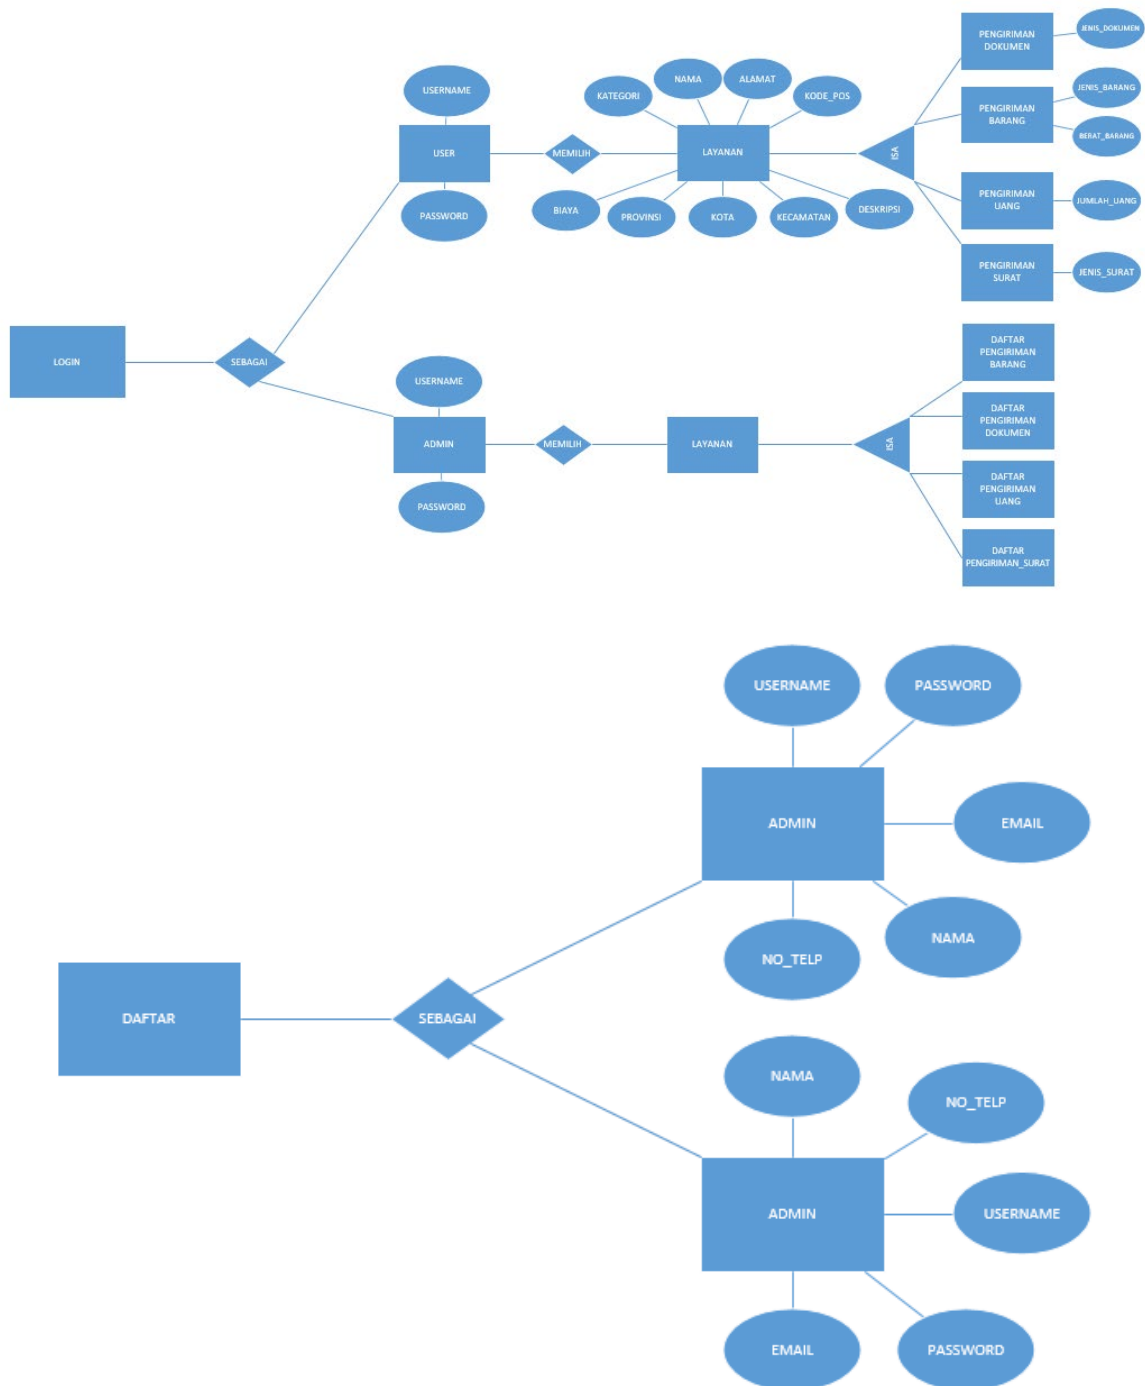 JENIS_DOKUMEN
PENGIRIMAN
DOKUMEN
USERNAME
NAMA
ALAMAT
KATEGORI
KODE_POS
JENIS_BARANG
PENGIRIMAN
BARANG
BERAT_BARANG
USER
MEMILIH
LAYANAN
ISA
PASSWORD
BIAYA
PROVINSI
KOTA
KECAMATAN
DESKRIPSI
PENGIRIMAN
UANG
JUMLAH_UANG
PENGIRIMAN
SURAT
JENIS_SURAT
LOGIN
SEBAGAI
DAFTAR
PENGIRIMAN
BARANG
USERNAME
DAFTAR
PENGIRIMAN
DOKUMEN
ADMIN
MEMILIH
LAYANAN
ISA
PASSWORD
DAFTAR
PENGIRIMAN
UANG
DAFTAR
PENGIRIMAN_SURAT
USERNAME
PASSWORD
ADMIN
EMAIL
NAMA
NO_TELP
DAFTAR
SEBAGAI
NAMA
NO_TELP
ADMIN
USERNAME
EMAIL
PASSWORD